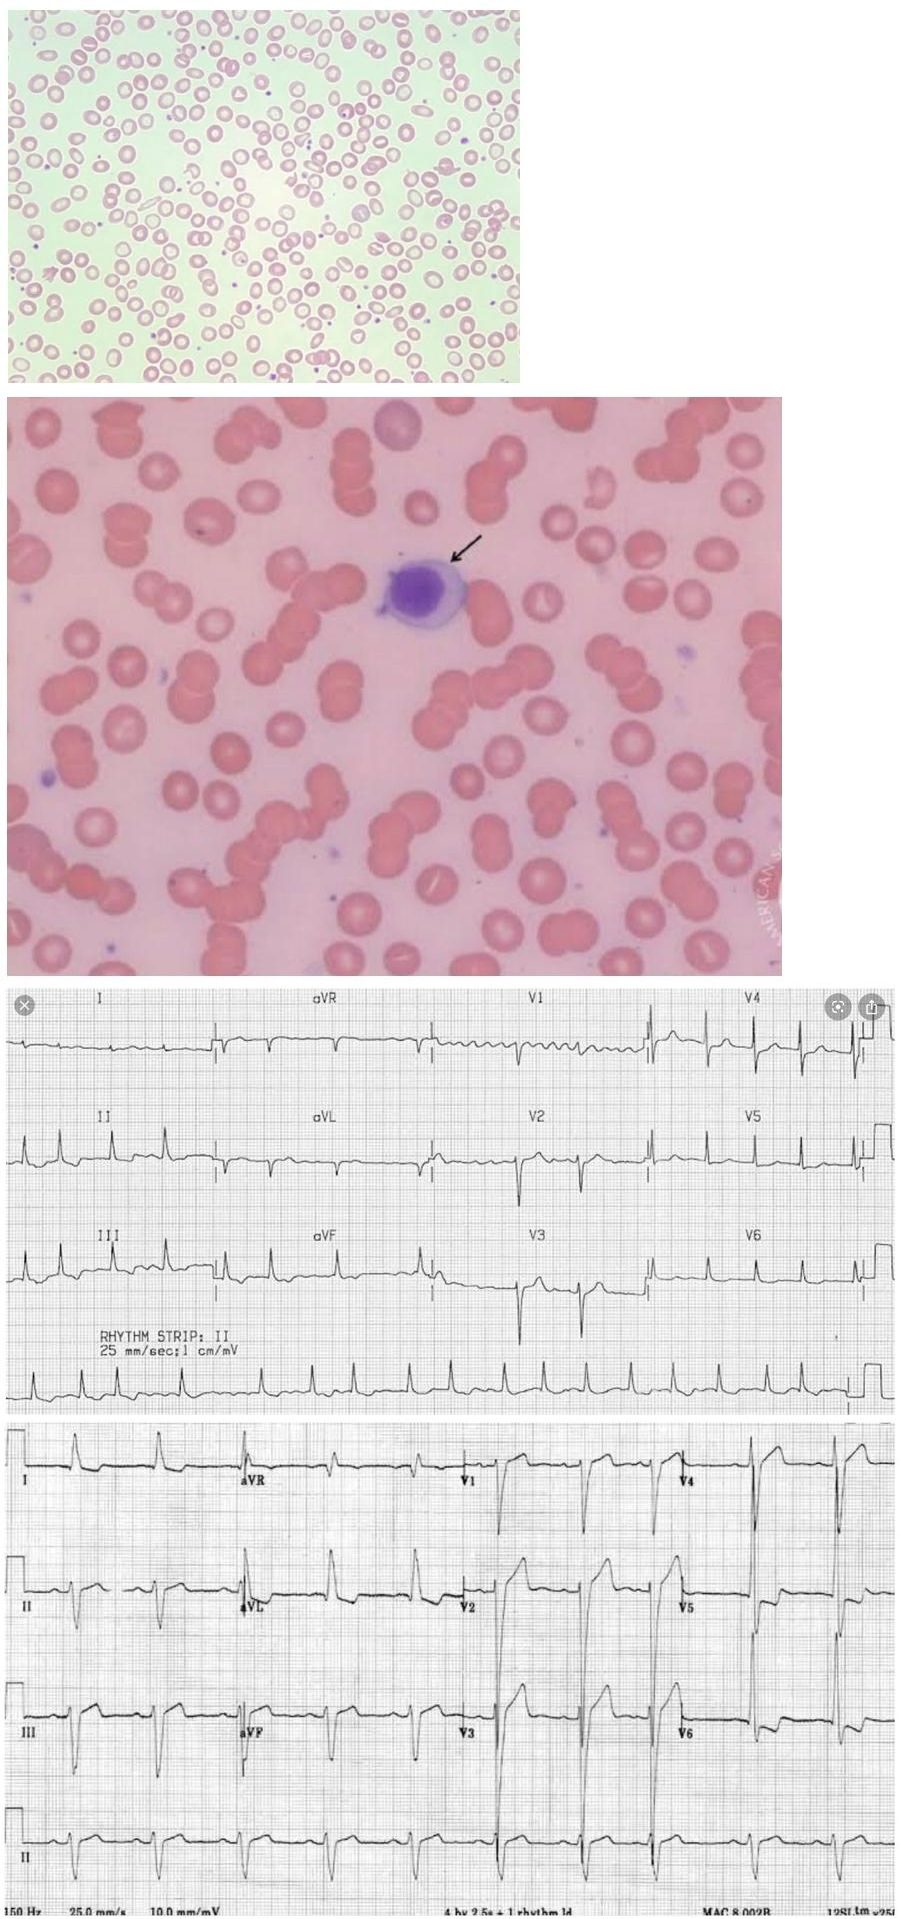 AMERICAN
I aVR V1 V4
II aVL V2 V5
III aVF V3 V6
RHYTHM STRIP: II
25 mm/sec;1 cm/mV
I aVR V1 V4
II aVL V2 V5
III aVF V3 V6
II
150 Hz 25.0 mm/s 10.0 mm/mV 4 by 2.5s + 1 rhythm ld MAC 8 002B 12SL tm